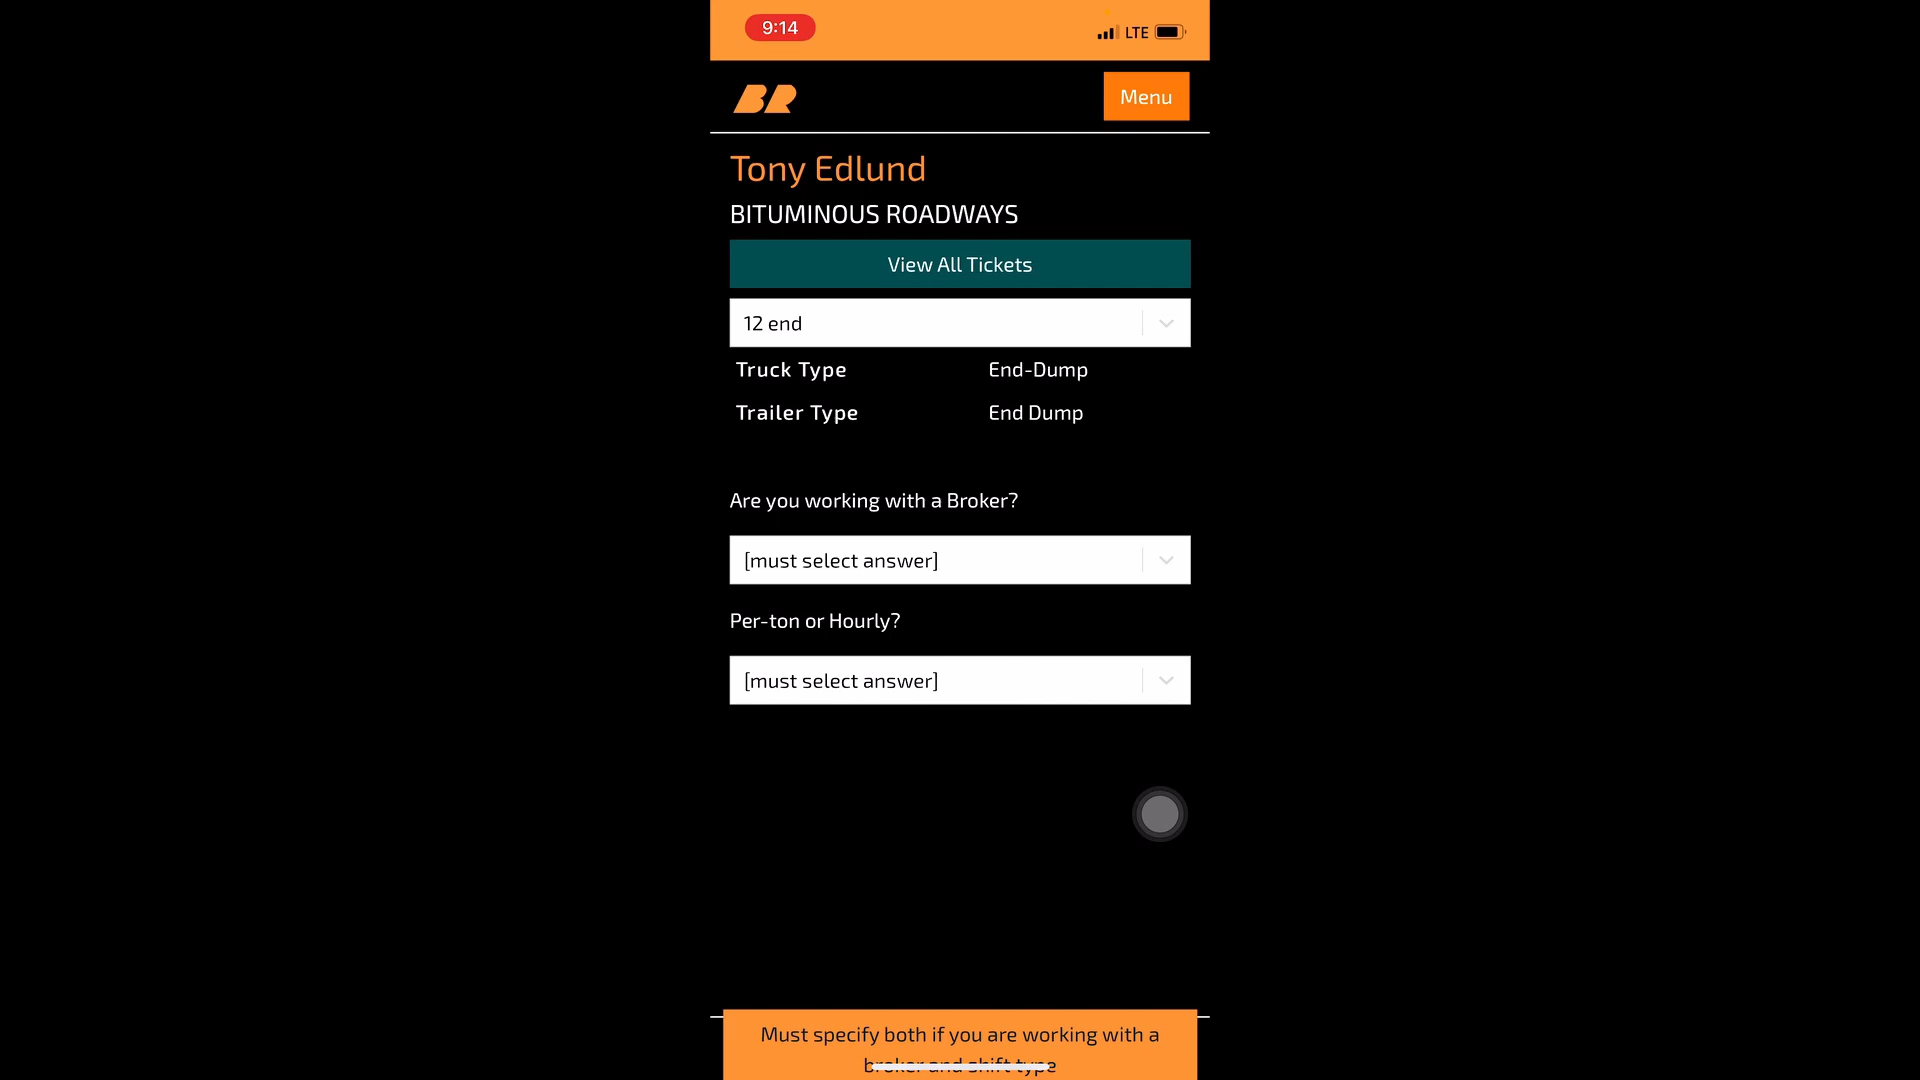 9:14
LTE
BR
Menu
Tony Edlund
BITUMINOUS ROADWAYS
View All Tickets
12 end
Truck Type End-Dump
Trailer Type End Dump
Are you working with a Broker?
[must select answer]
Per-ton or Hourly?
[must select answer]
Must specify both if you are working with a
broker and shift type